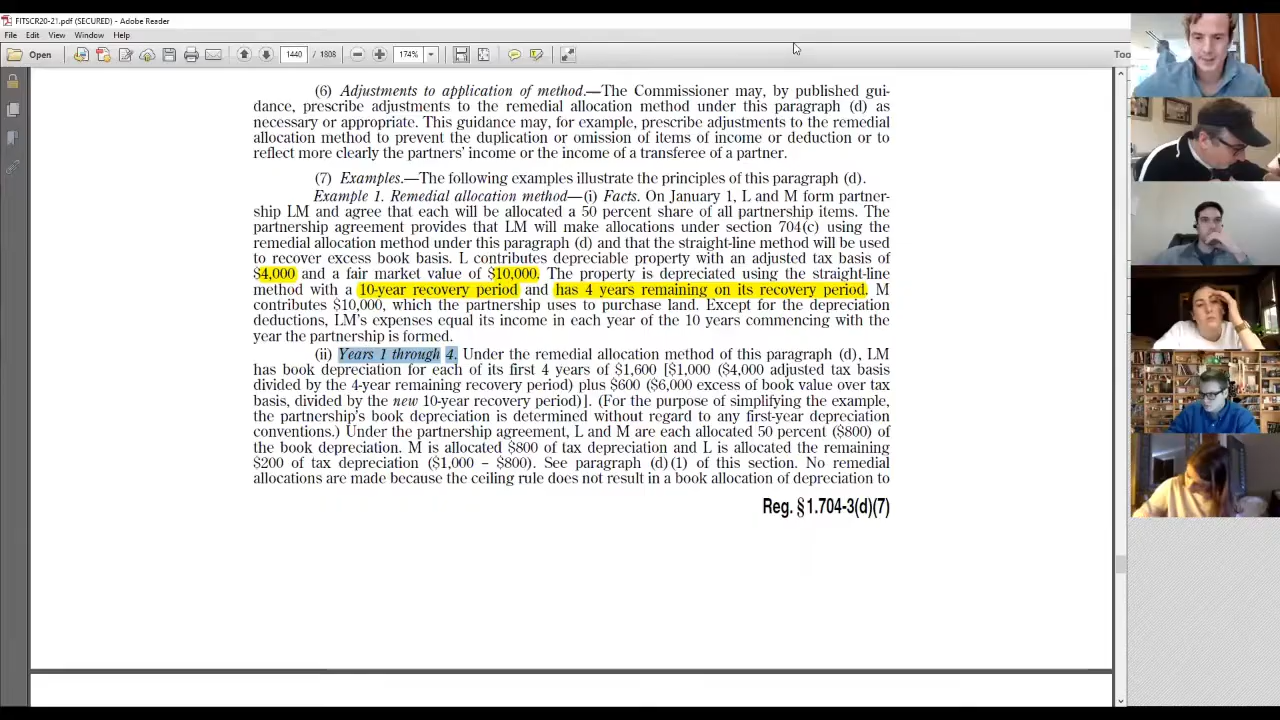 FITSCR20-21.pdf (SECURED) - Adobe Reader
File Edit View Window Help
Open 1440 / 1808 174% Too
(6) Adjustments to application of method.—The Commissioner may, by published gui-
dance, prescribe adjustments to the remedial allocation method under this paragraph (d) as
necessary or appropriate. This guidance may, for example, prescribe adjustments to the remedial
allocation method to prevent the duplication or omission of items of income or deduction or to
reflect more clearly the partners' income or the income of a transferee of a partner.
(7) Examples.—The following examples illustrate the principles of this paragraph (d).
Example 1. Remedial allocation method—(i) Facts. On January 1, L and M form partner-
ship LM and agree that each will be allocated a 50 percent share of all partnership items. The
partnership agreement provides that LM will make allocations under section 704(c) using the
remedial allocation method under this paragraph (d) and that the straight-line method will be used
to recover excess book basis. L contributes depreciable property with an adjusted tax basis of
$4,000 and a fair market value of $10,000. The property is depreciated using the straight-line
method with a 10-year recovery period and has 4 years remaining on its recovery period. M
contributes $10,000, which the partnership uses to purchase land. Except for the depreciation
deductions, LM's expenses equal its income in each year of the 10 years commencing with the
year the partnership is formed.
(ii) Years 1 through 4. Under the remedial allocation method of this paragraph (d), LM
has book depreciation for each of its first 4 years of $1,600 [$1,000 ($4,000 adjusted tax basis
divided by the 4-year remaining recovery period) plus $600 ($6,000 excess of book value over tax
basis, divided by the new 10-year recovery period)]. (For the purpose of simplifying the example,
the partnership's book depreciation is determined without regard to any first-year depreciation
conventions.) Under the partnership agreement, L and M are each allocated 50 percent ($800) of
the book depreciation. M is allocated $800 of tax depreciation and L is allocated the remaining
$200 of tax depreciation ($1,000 – $800). See paragraph (d)(1) of this section. No remedial
allocations are made because the ceiling rule does not result in a book allocation of depreciation to
Reg. §1.704-3(d)(7)